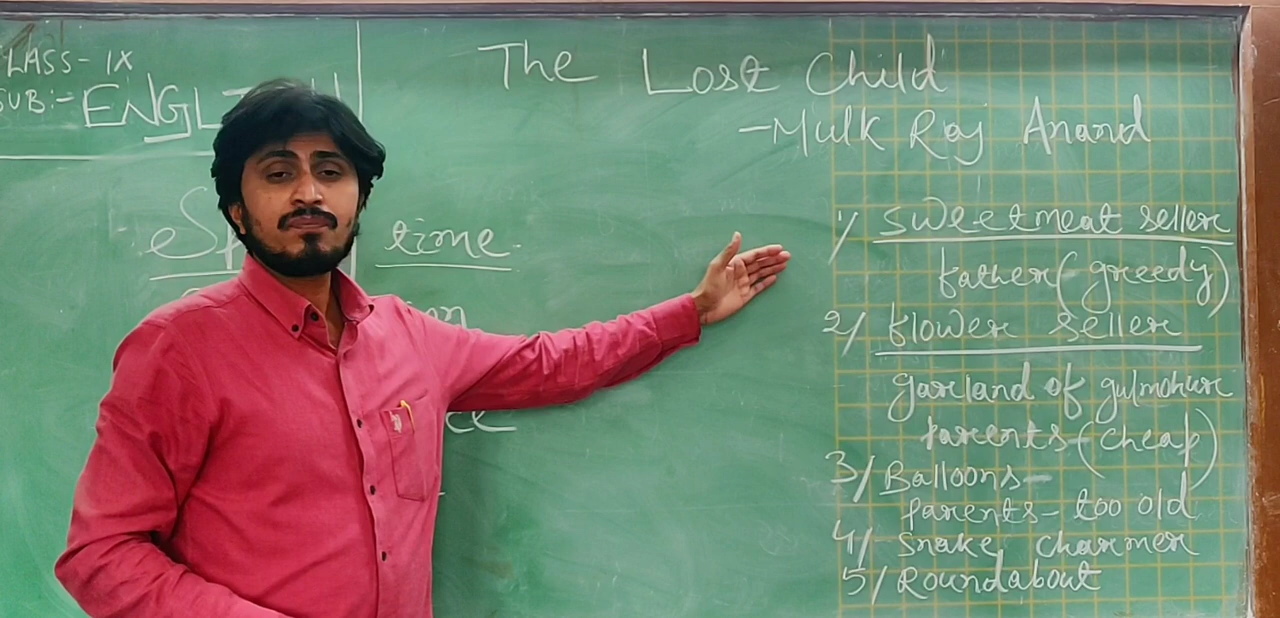 LASS- IX
SUB:- ENGL
The Lost Child
-Mulk Raj Anand
time
1/ sweetmeat seller
father (greedy)
2/ flower seller
garland of gulmohur
parents- (cheap)
3/ Balloons-
parents- too old
4/ snake charmer
5/ Roundabout